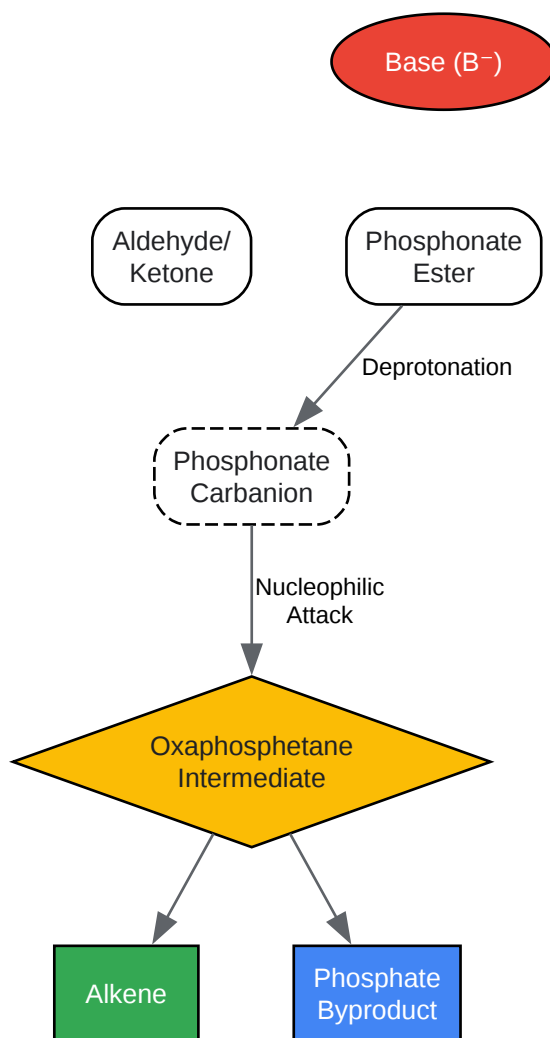 Base (B⁻)
Aldehyde/
Ketone
Phosphonate
Ester
Deprotonation
Phosphonate
Carbanion
Nucleophilic
Attack
Oxaphosphetane
Intermediate
Alkene
Phosphate
Byproduct